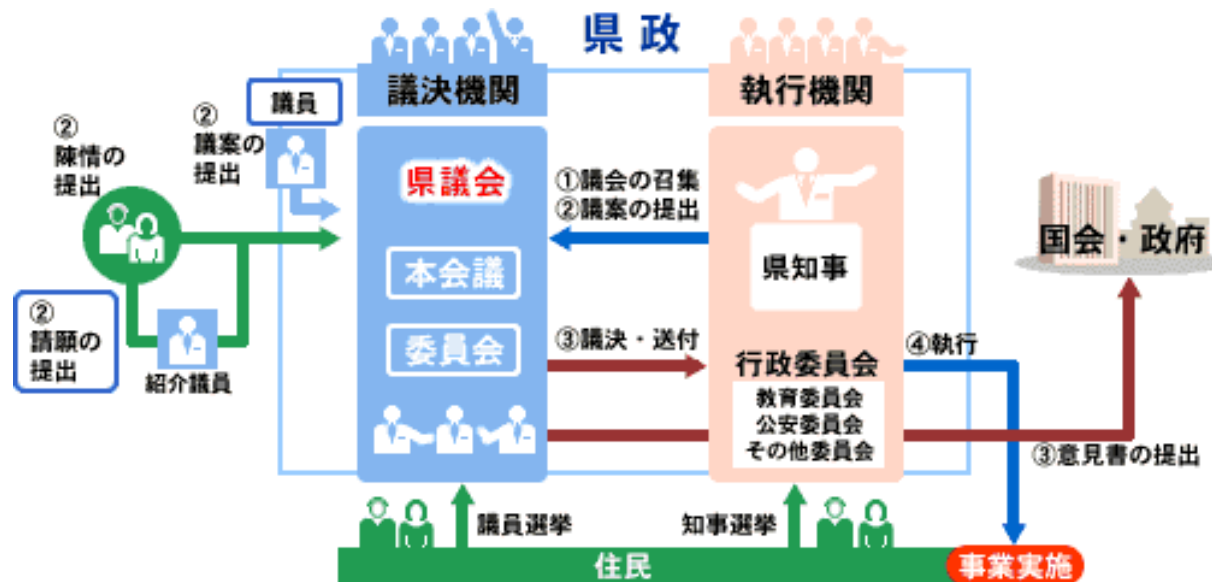 県政
議決機関
執行機関
議員
②
陳情の
提出
②
議案の
提出
県議会
①議会の召集
②議案の提出
県知事
国会・政府
本会議
委員会
②
請願の
提出
紹介議員
③議決・送付
行政委員会
教育委員会
公安委員会
その他委員会
④執行
③意見書の提出
議員選挙
知事選挙
住民
事業実施